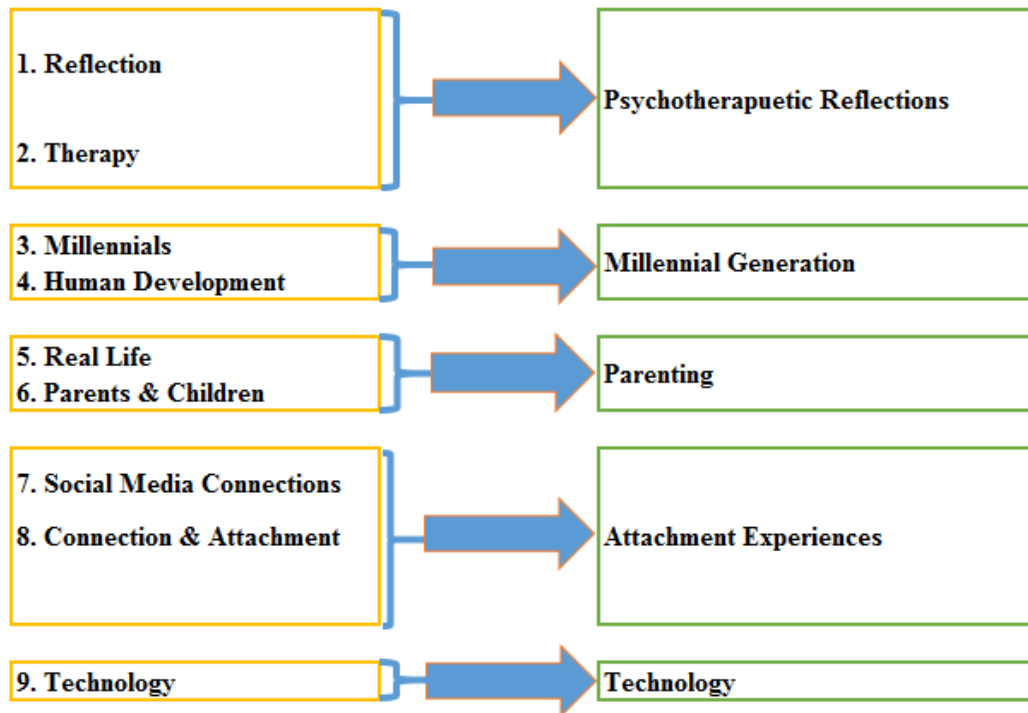 1. Reflection
2. Therapy
Psychotherapuetic Reflections
3. Millennials
4. Human Development
Millennial Generation
5. Real Life
6. Parents & Children
Parenting
7. Social Media Connections
8. Connection & Attachment
Attachment Experiences
9. Technology
Technology